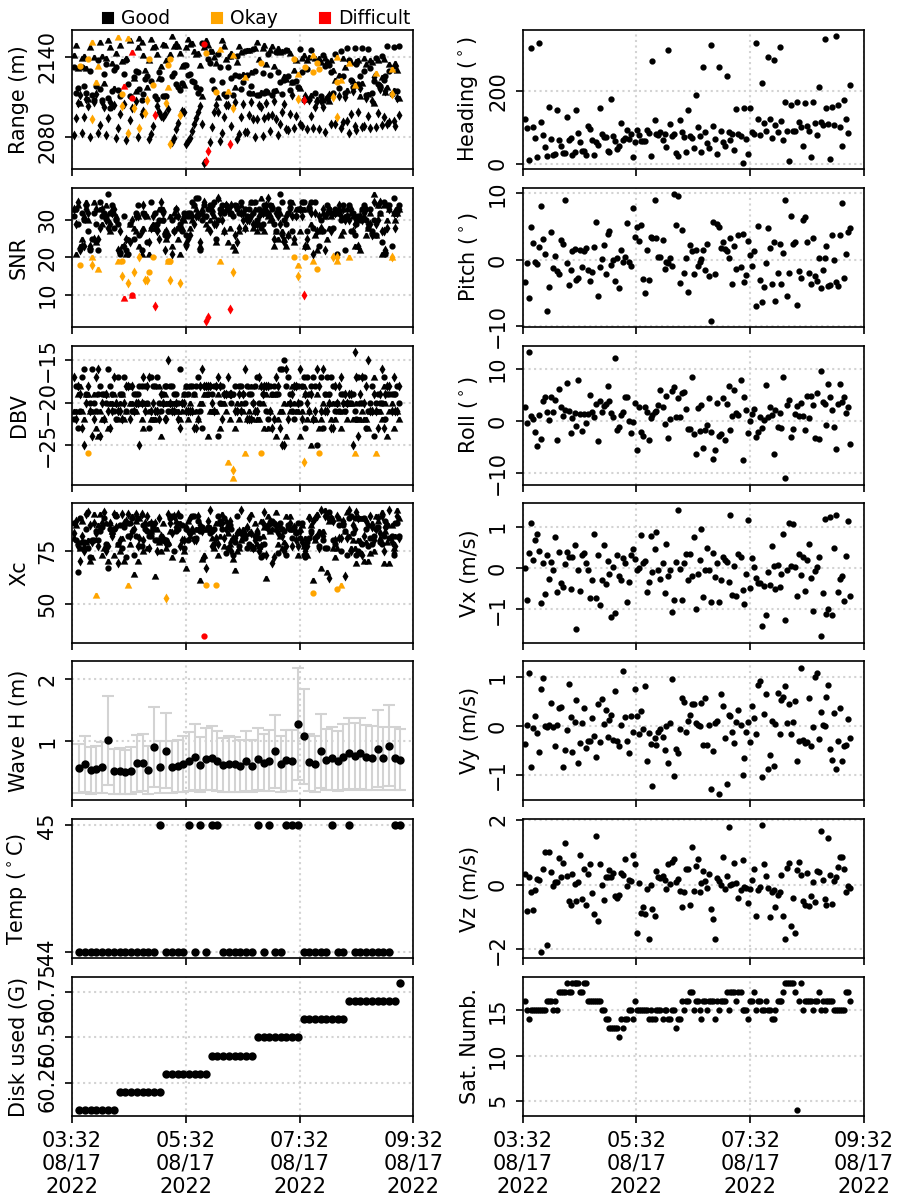 Good Okay Difficult
Range (m)
2140
2080
Heading (°)
200
0
SNR
30
20
10
Pitch (°)
10
0
−10
DBV
−15
−20
−25
Roll (°)
10
0
−10
Xc
75
50
Vx (m/s)
1
0
−1
Wave H (m)
2
1
Vy (m/s)
1
0
−1
Temp (°C)
45
44
Vz (m/s)
2
0
−2
Disk used (G)
60.75
60.50
60.25
Sat. Numb.
15
10
5
03:32 05:32 07:32 09:32
08/17 08/17 08/17 08/17
2022 2022 2022 2022
03:32 05:32 07:32 09:32
08/17 08/17 08/17 08/17
2022 2022 2022 2022